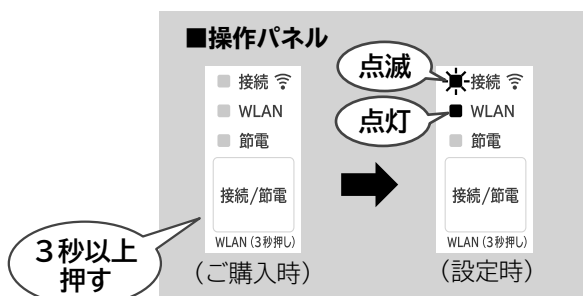 ■操作パネル
接続
WLAN
節電
接続/節電
WLAN (3秒押し)
(ご購入時)
3秒以上
押す
点滅
点灯
接続
WLAN
節電
接続/節電
WLAN (3秒押し)
(設定時)